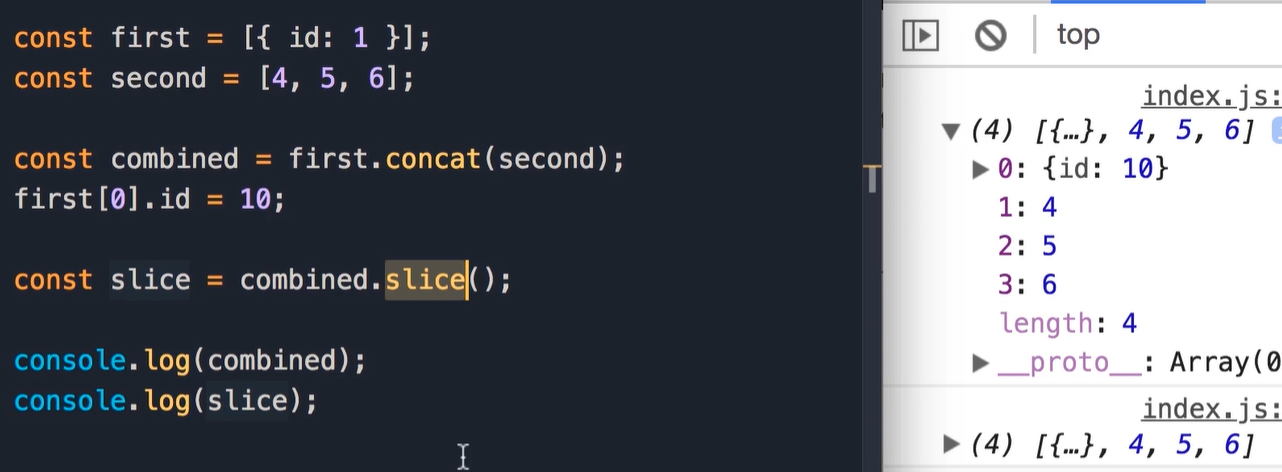 const first = [{ id: 1 }];
const second = [4, 5, 6];
const combined = first.concat(second);
first[0].id = 10;
const slice = combined.slice();
console.log(combined);
console.log(slice);
top
index.js:
▼ (4) [{…}, 4, 5, 6]
▶ 0: {id: 10}
1: 4
2: 5
3: 6
length: 4
▶ __proto__: Array(0
index.js:
▶ (4) [{…}, 4, 5, 6]